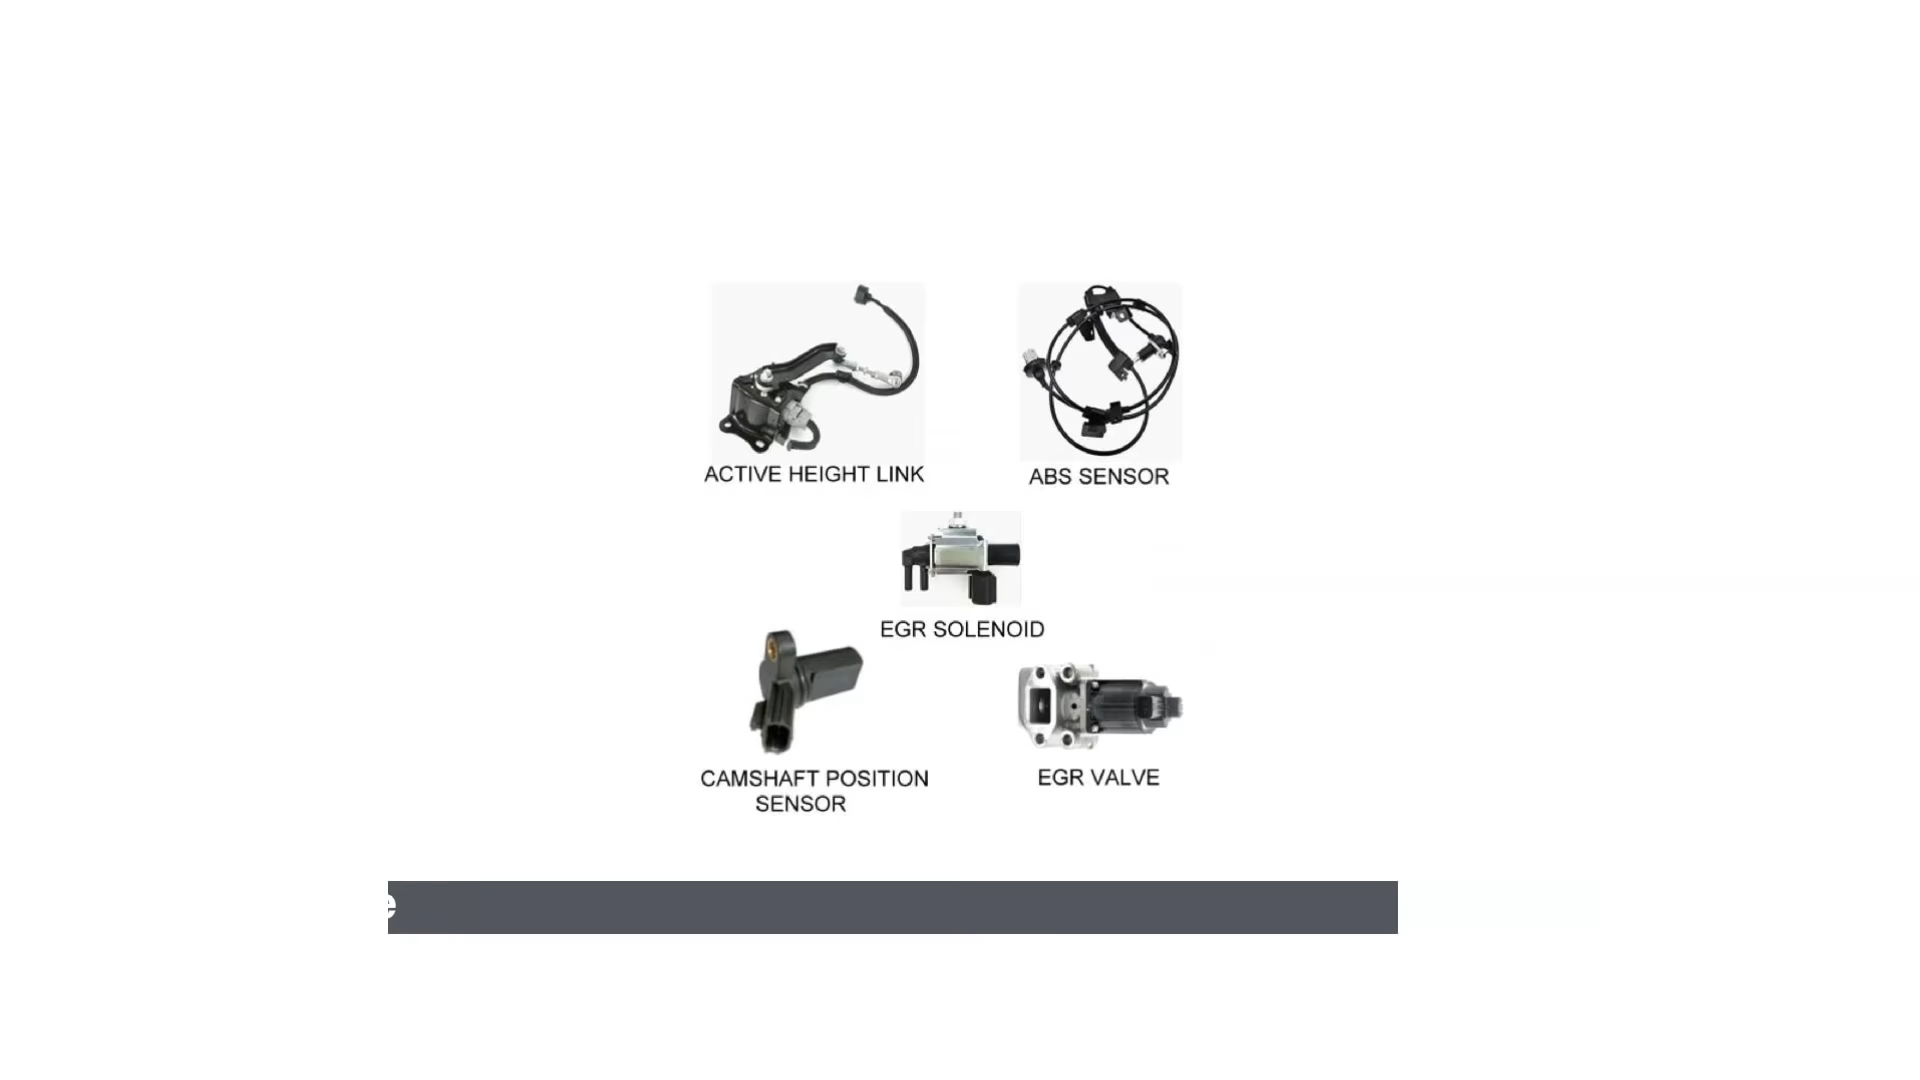 ACTIVE HEIGHT LINK
ABS SENSOR
EGR SOLENOID
CAMSHAFT POSITION
SENSOR
EGR VALVE
e